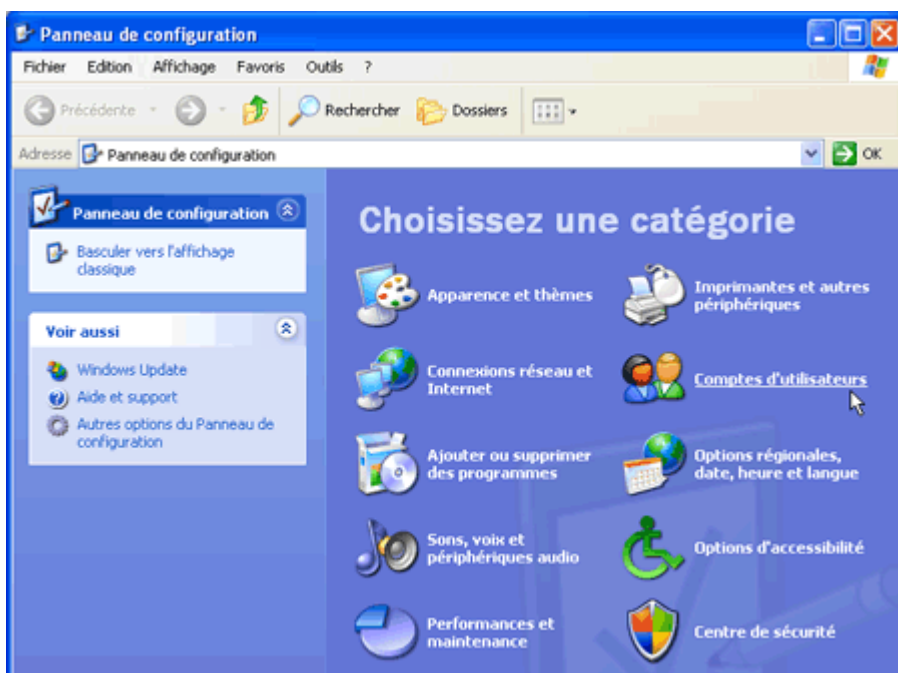 Panneau de configuration
Fichier Edition Affichage Favoris Outils ?
Précédente Rechercher Dossiers
Adresse Panneau de configuration OK
Panneau de configuration
Basculer vers l'affichage
classique
Voir aussi
Windows Update
Aide et support
Autres options du Panneau de
configuration
Choisissez une catégorie
Apparence et thèmes
Imprimantes et autres
périphériques
Connexions réseau et
Internet
Comptes d'utilisateurs
Ajouter ou supprimer
des programmes
Options régionales,
date, heure et langue
Sons, voix et
périphériques audio
Options d'accessibilité
Performances et
maintenance
Centre de sécurité